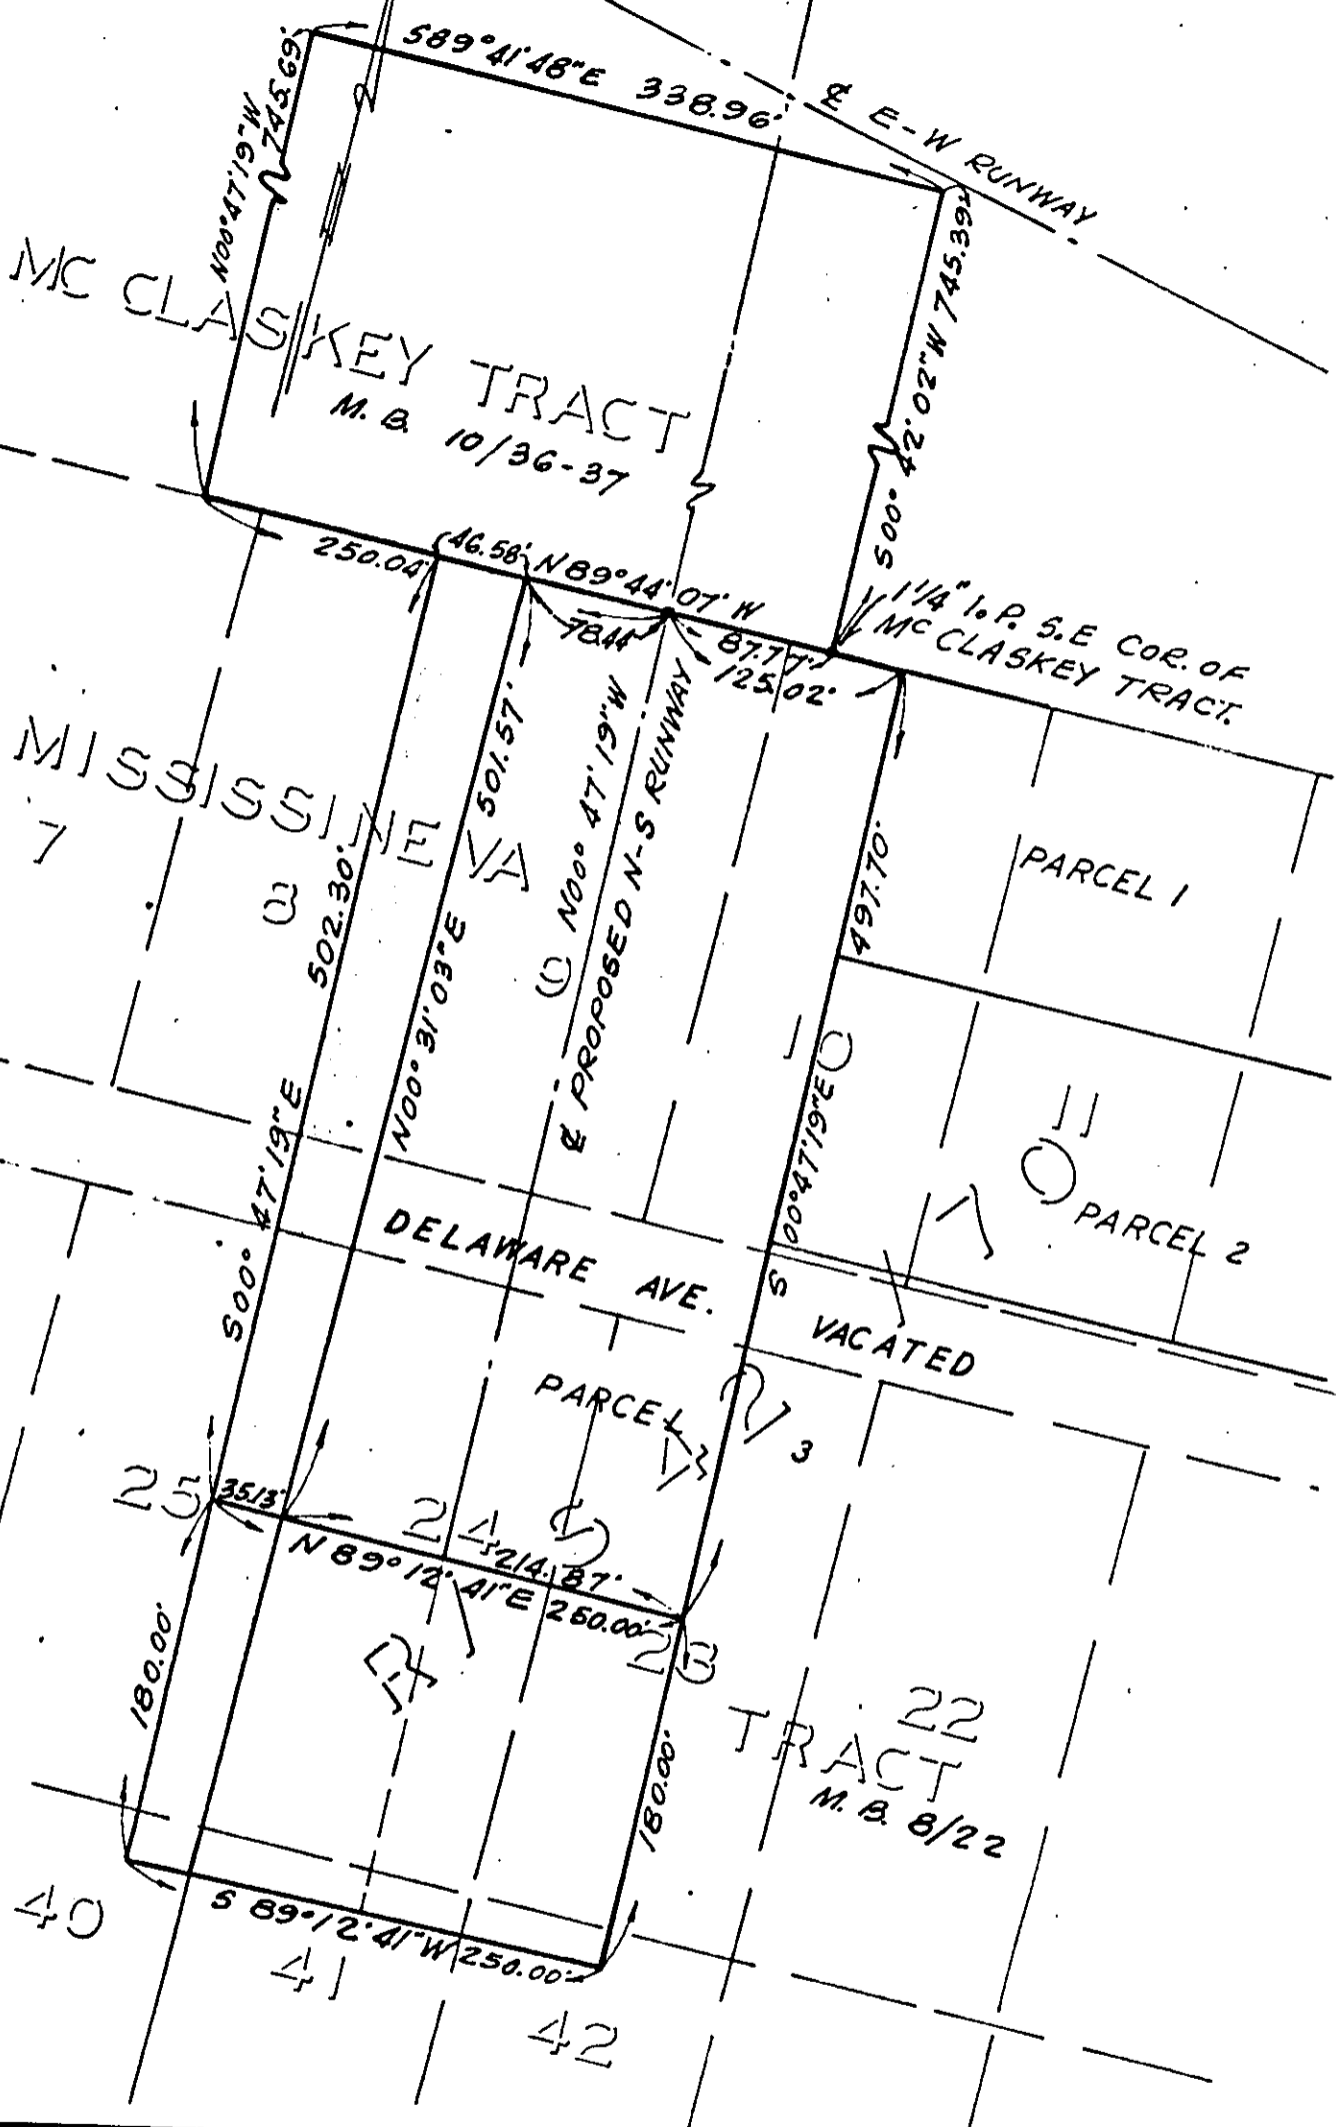 S89°41'48"E 338.96'
N00°47'19"W
745.69'
℄ E-W RUNWAY
S00°42'02"W 745.39'
MC CLASKEY TRACT
M. B. 10/36-37
250.04'
46.58'
N89°44'07"W
78.44'
87.77'
125.02'
1 1/4" I.P. S.E COR. OF
MC CLASKEY TRACT.
MISSISSINEVA
7
8
9
10
11
501.57'
502.30'
N00°31'03"E
N00°47'19"W
℄ PROPOSED N-S RUNWAY
497.70'
S 00°47'19"E
PARCEL 1
PARCEL 2
S00°47'19"E
DELAWARE AVE.
VACATED
PARCEL 3
25
35.13'
24
214.87'
N 89°12'41"E 250.00'
23
22
180.00'
180.00'
TRACT
M. B. 8/22
40
S 89°12'41"W 250.00'
41
42